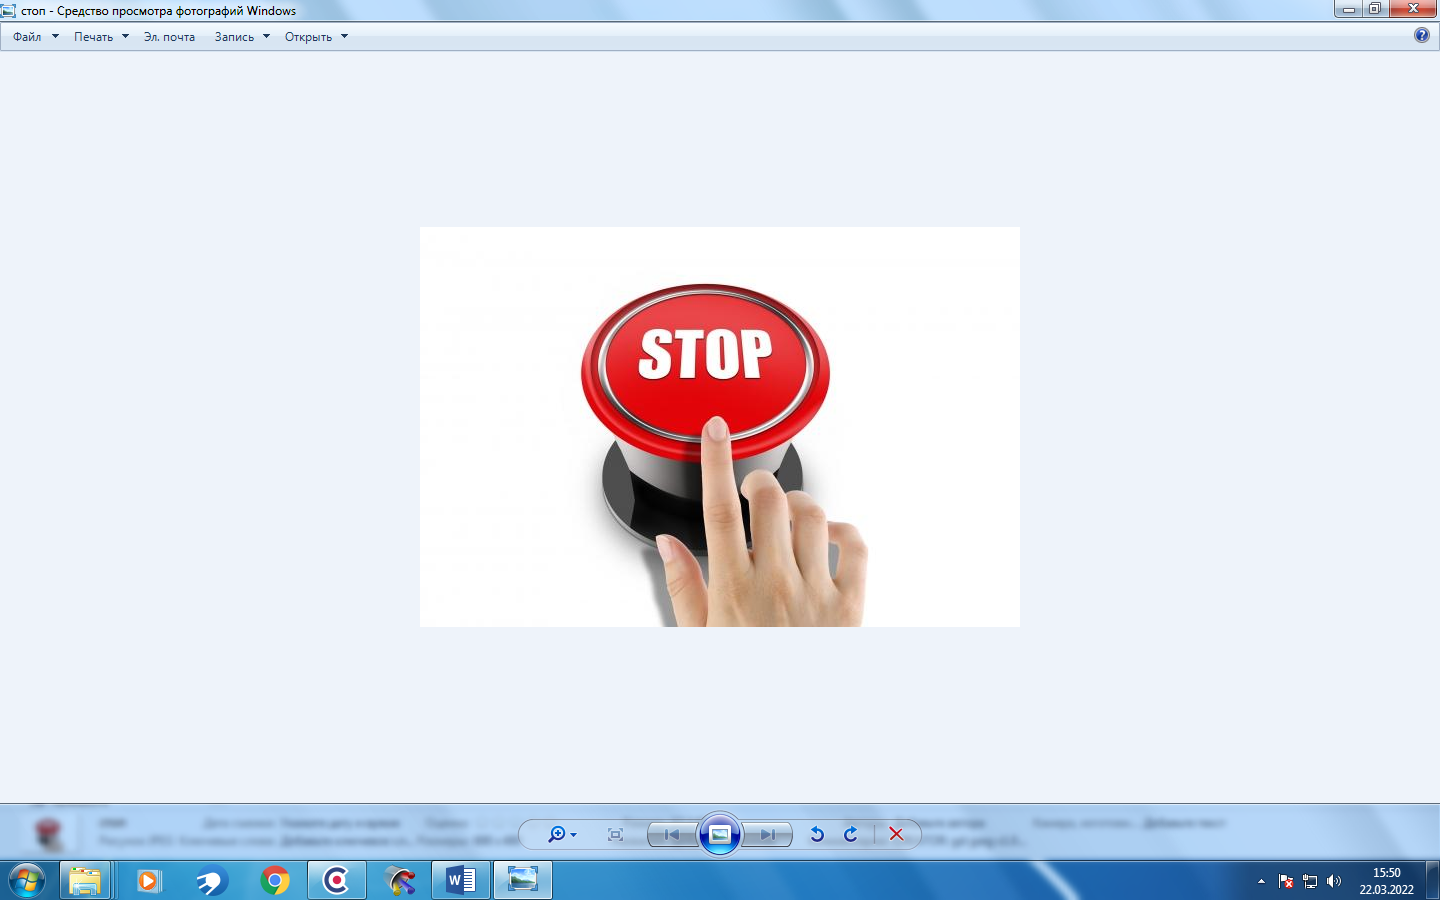 стоп - Средство просмотра фотографий Windows
Файл Печать Эл. почта Запись Открыть
STOP
W
15:50
22.03.2022